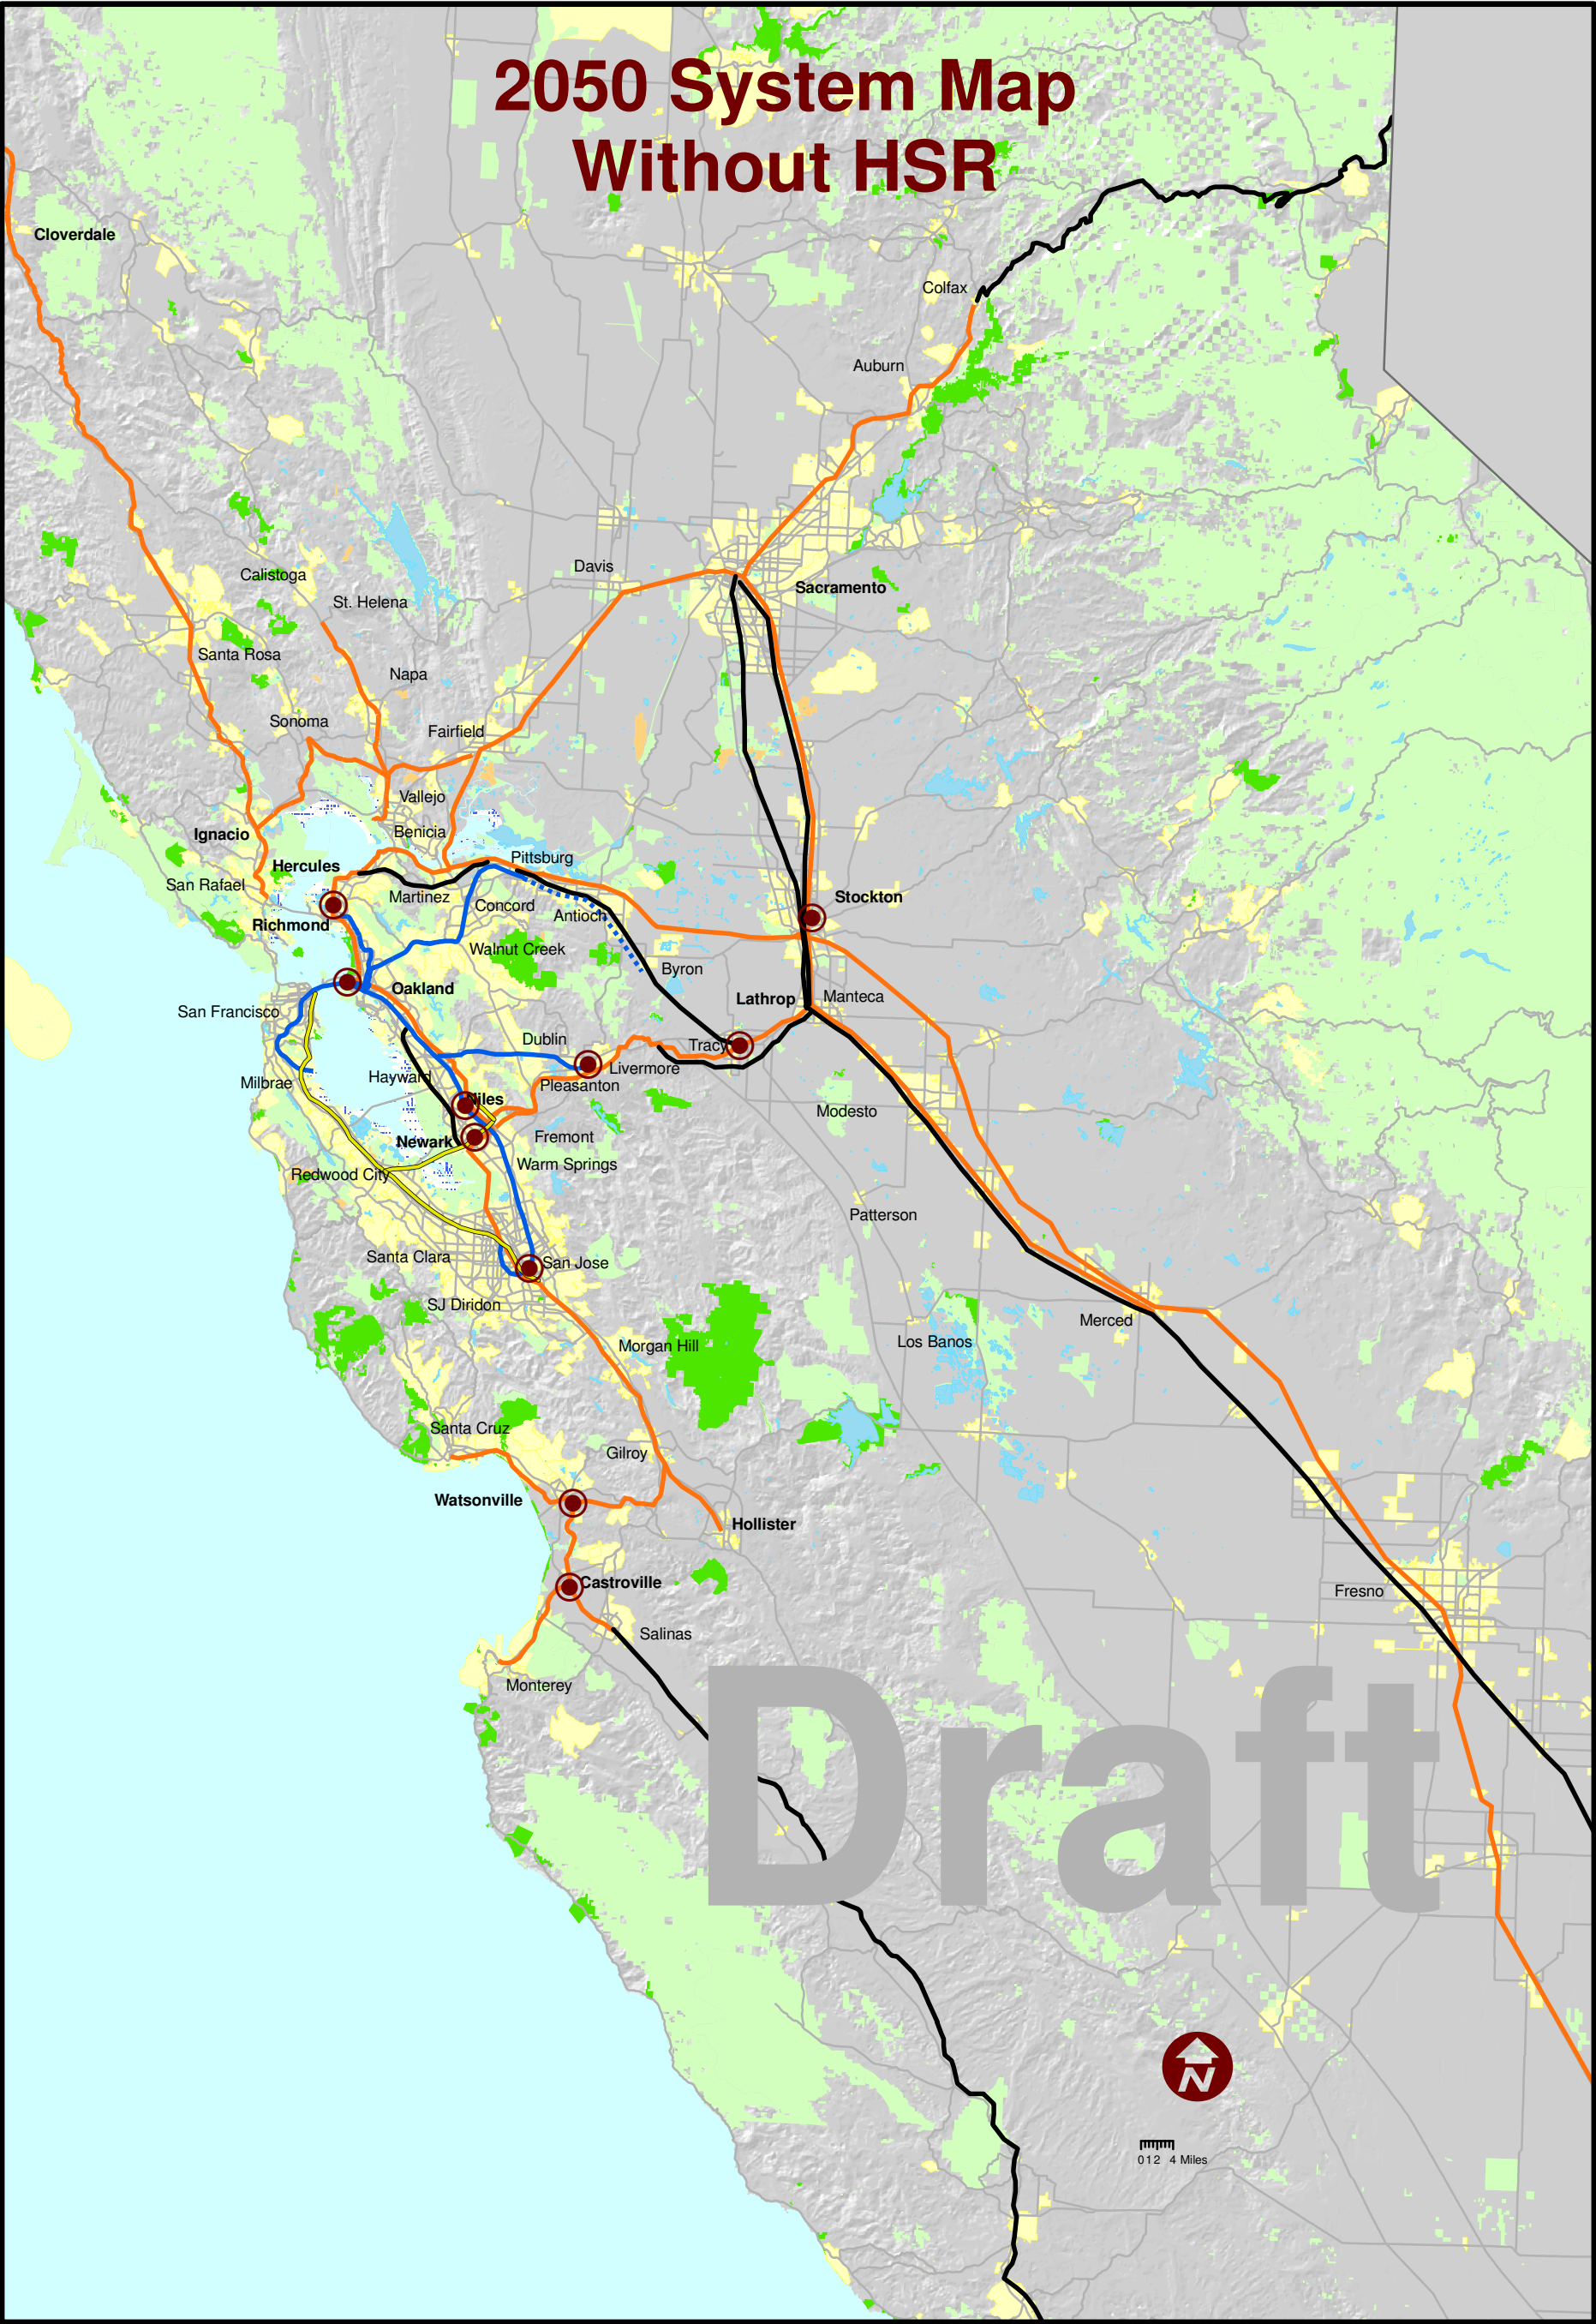 2050 System Map
Without HSR
Cloverdale
Colfax
Auburn
Davis
Sacramento
Calistoga
St. Helena
Santa Rosa
Napa
Sonoma
Fairfield
Vallejo
Benicia
Ignacio
Hercules
Pittsburg
San Rafael
Martinez
Concord
Stockton
Richmond
Antioch
Walnut Creek
Byron
Oakland
Lathrop
Manteca
San Francisco
Dublin
Tracy
Livermore
Milbrae
Hayward
Pleasanton
Niles
Modesto
Newark
Fremont
Warm Springs
Redwood City
Patterson
Santa Clara
San Jose
SJ Diridon
Merced
Los Banos
Morgan Hill
Santa Cruz
Gilroy
Watsonville
Hollister
Castroville
Fresno
Salinas
Monterey
Draft
N
0 1 2 4 Miles